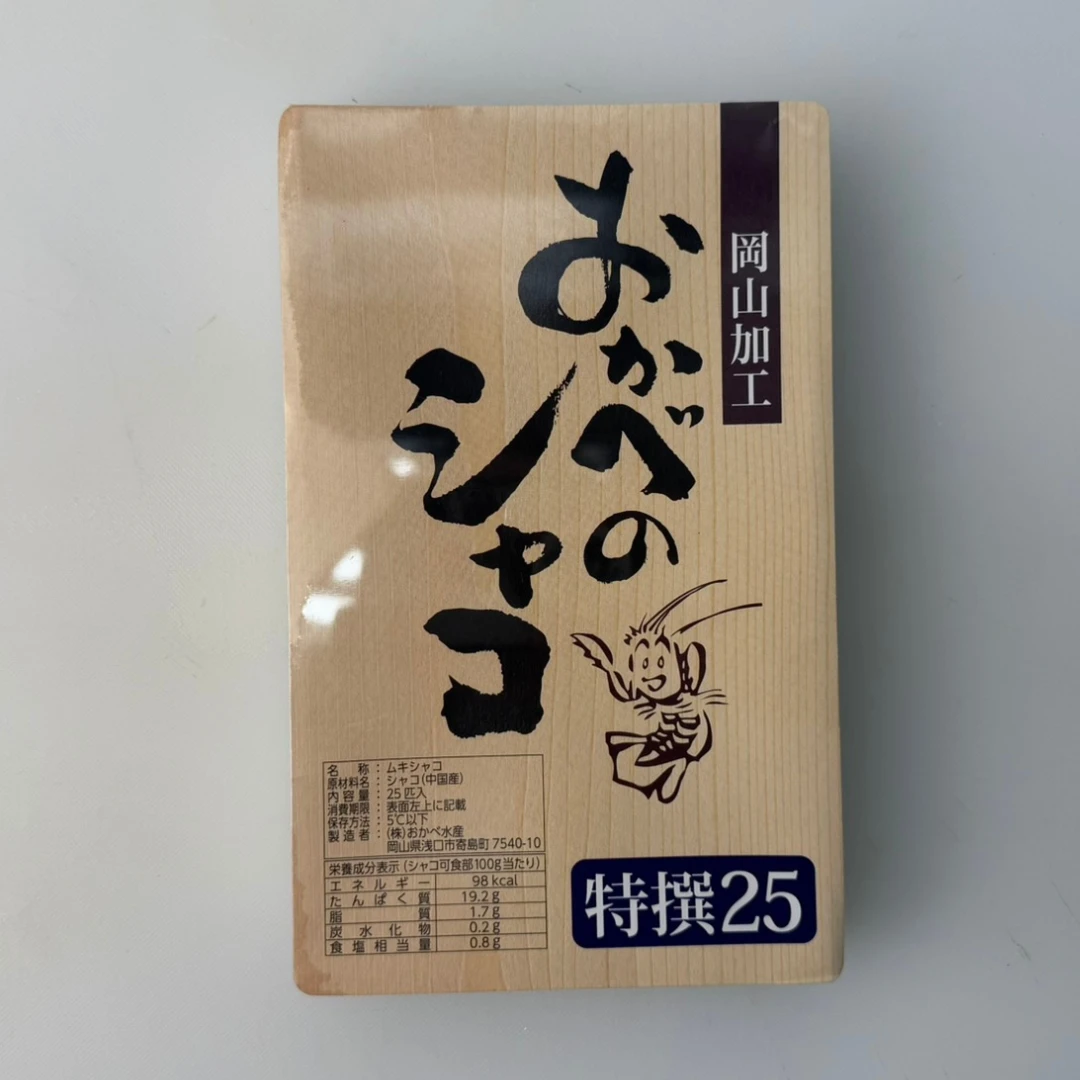 岡山加工
おかべの
シャコ
名称：ムキシャコ
原材料名：シャコ（中国産）
内容量：25匹入
消費期限：表面左上に記載
保存方法：5℃以下
製造者：（株）おかべ水産
岡山県浅口市寄島町7540-10
栄養成分表示（シャコ可食部100g当たり）
エネルギー 98kcal
たんぱく質 19.2g
脂質 1.7g
炭水化物 0.2g
食塩相当量 0.8g
特撰25